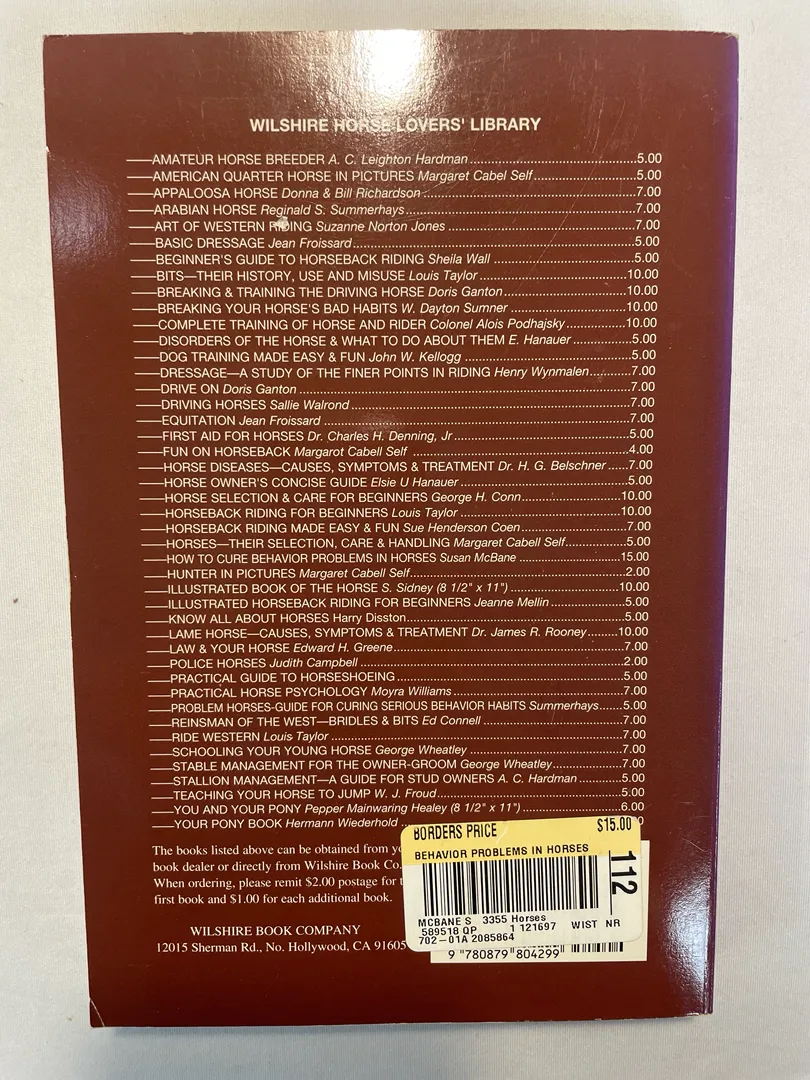 WILSHIRE HORSE LOVERS' LIBRARY
——AMATEUR HORSE BREEDER A. C. Leighton Hardman.....5.00
——AMERICAN QUARTER HORSE IN PICTURES Margaret Cabel Self.....5.00
——APPALOOSA HORSE Donna & Bill Richardson.....7.00
——ARABIAN HORSE Reginald S. Summerhays.....7.00
——ART OF WESTERN RIDING Suzanne Norton Jones.....7.00
——BASIC DRESSAGE Jean Froissard.....5.00
——BEGINNER'S GUIDE TO HORSEBACK RIDING Sheila Wall.....5.00
——BITS—THEIR HISTORY, USE AND MISUSE Louis Taylor.....10.00
——BREAKING & TRAINING THE DRIVING HORSE Doris Ganton.....10.00
——BREAKING YOUR HORSE'S BAD HABITS W. Dayton Sumner.....10.00
——COMPLETE TRAINING OF HORSE AND RIDER Colonel Alois Podhajsky.....10.00
——DISORDERS OF THE HORSE & WHAT TO DO ABOUT THEM E. Hanauer.....5.00
——DOG TRAINING MADE EASY & FUN John W. Kellogg.....5.00
——DRESSAGE—A STUDY OF THE FINER POINTS IN RIDING Henry Wynmalen.....7.00
——DRIVE ON Doris Ganton.....7.00
——DRIVING HORSES Sallie Walrond.....7.00
——EQUITATION Jean Froissard.....7.00
——FIRST AID FOR HORSES Dr. Charles H. Denning, Jr.....5.00
——FUN ON HORSEBACK Margarot Cabell Self.....4.00
——HORSE DISEASES—CAUSES, SYMPTOMS & TREATMENT Dr. H. G. Belschner.....7.00
——HORSE OWNER'S CONCISE GUIDE Elsie U Hanauer.....5.00
——HORSE SELECTION & CARE FOR BEGINNERS George H. Conn.....10.00
——HORSEBACK RIDING FOR BEGINNERS Louis Taylor.....10.00
——HORSEBACK RIDING MADE EASY & FUN Sue Henderson Coen.....7.00
——HORSES—THEIR SELECTION, CARE & HANDLING Margaret Cabell Self.....5.00
——HOW TO CURE BEHAVIOR PROBLEMS IN HORSES Susan McBane.....15.00
——HUNTER IN PICTURES Margaret Cabell Self.....2.00
——ILLUSTRATED BOOK OF THE HORSE S. Sidney (8 1/2" x 11").....10.00
——ILLUSTRATED HORSEBACK RIDING FOR BEGINNERS Jeanne Mellin.....5.00
——KNOW ALL ABOUT HORSES Harry Disston.....5.00
——LAME HORSE—CAUSES, SYMPTOMS & TREATMENT Dr. James R. Rooney.....10.00
——LAW & YOUR HORSE Edward H. Greene.....7.00
——POLICE HORSES Judith Campbell.....2.00
——PRACTICAL GUIDE TO HORSESHOEING.....5.00
——PRACTICAL HORSE PSYCHOLOGY Moyra Williams.....7.00
——PROBLEM HORSES-GUIDE FOR CURING SERIOUS BEHAVIOR HABITS Summerhays.....5.00
——REINSMAN OF THE WEST—BRIDLES & BITS Ed Connell.....7.00
——RIDE WESTERN Louis Taylor.....7.00
——SCHOOLING YOUR YOUNG HORSE George Wheatley.....7.00
——STABLE MANAGEMENT FOR THE OWNER-GROOM George Wheatley.....7.00
——STALLION MANAGEMENT—A GUIDE FOR STUD OWNERS A. C. Hardman.....5.00
——TEACHING YOUR HORSE TO JUMP W. J. Froud.....5.00
——YOU AND YOUR PONY Pepper Mainwaring Healey (8 1/2" x 11").....6.00
——YOUR PONY BOOK Hermann Wiederhold.....
The books listed above can be obtained from
book dealer or directly from Wilshire Book Co.
When ordering, please remit $2.00 postage for
first book and $1.00 for each additional book.
WILSHIRE BOOK COMPANY
12015 Sherman Rd., No. Hollywood, CA 91605
BORDERS PRICE $15.00
BEHAVIOR PROBLEMS IN HORSES
112
MCBANE S 3355 Horses
589518 QP 1 121697 WIST NR
702-01A 2085864
9 780879 804299